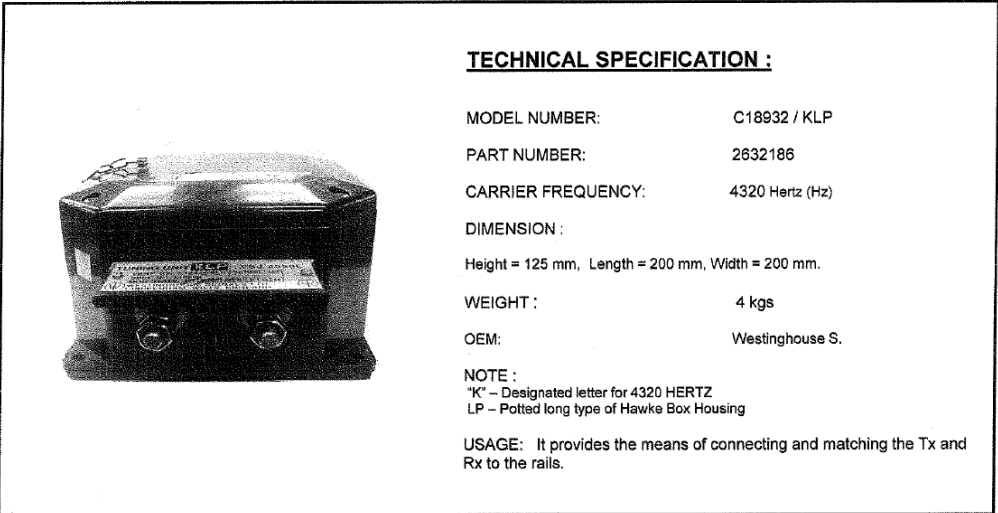 TECHNICAL SPECIFICATION :
MODEL NUMBER: C18932 / KLP
PART NUMBER: 2632186
CARRIER FREQUENCY: 4320 Hertz (Hz)
DIMENSION :
Height = 125 mm, Length = 200 mm, Width = 200 mm.
WEIGHT : 4 kgs
OEM: Westinghouse S.
NOTE :
"K" – Designated letter for 4320 HERTZ
LP – Potted long type of Hawke Box Housing
USAGE: It provides the means of connecting and matching the Tx and
Rx to the rails.
TUNING UNIT KLP